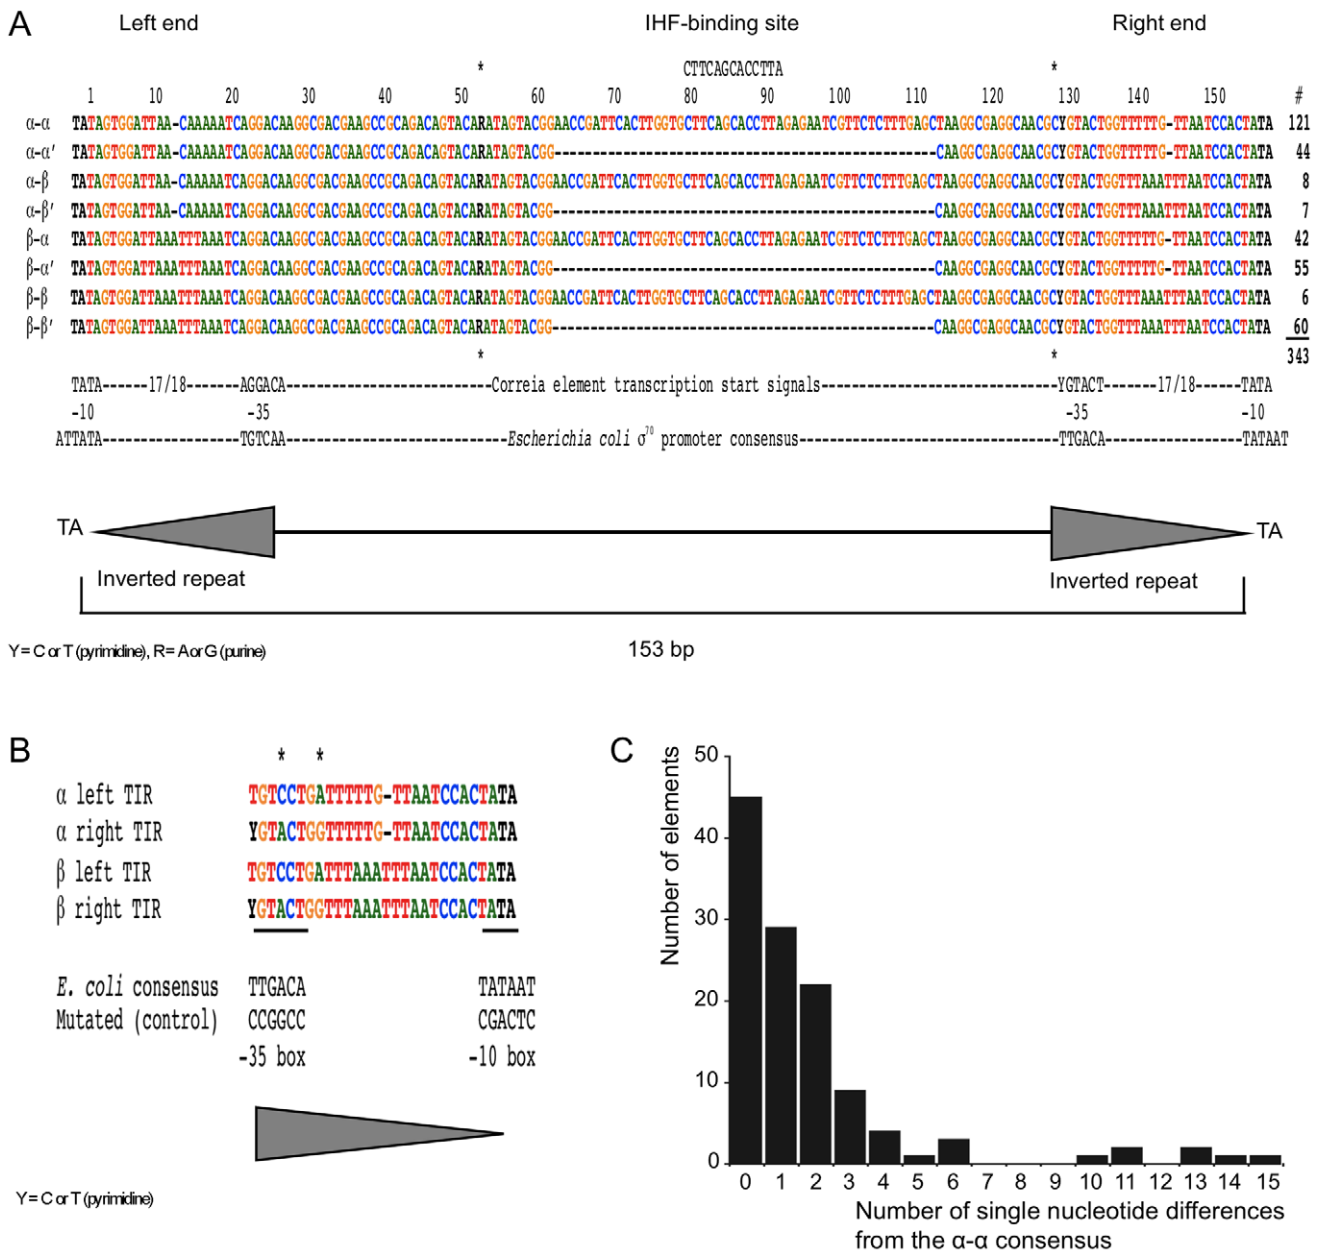 A
Left end IHF-binding site Right end
* CTTCAGCACCTTA *
1 10 20 30 40 50 60 70 80 90 100 110 120 130 140 150 #
α-α TATAGTGGATTAA-CAAAAATCAGGACAAGGCGACGAAGCCGCAGACAGTACARATAGTACGGAACCGATTCACTTGGTGCTTCAGCACCTTAGAGAATCGTTCTCTTTGAGCTAAGGCGAGGCAACGCYGTACTGGTTTTTG-TTAATCCACTATA 121
α-α′ TATAGTGGATTAA-CAAAAATCAGGACAAGGCGACGAAGCCGCAGACAGTACARATAGTACGG--------------------------------------------------CAAGGCGAGGCAACGCYGTACTGGTTTTTG-TTAATCCACTATA 44
α-β TATAGTGGATTAA-CAAAAATCAGGACAAGGCGACGAAGCCGCAGACAGTACARATAGTACGGAACCGATTCACTTGGTGCTTCAGCACCTTAGAGAATCGTTCTCTTTGAGCTAAGGCGAGGCAACGCYGTACTGGTTTAAATTTAATCCACTATA 8
α-β′ TATAGTGGATTAA-CAAAAATCAGGACAAGGCGACGAAGCCGCAGACAGTACARATAGTACGG--------------------------------------------------CAAGGCGAGGCAACGCYGTACTGGTTTAAATTTAATCCACTATA 7
β-α TATAGTGGATTAAATTTAAATCAGGACAAGGCGACGAAGCCGCAGACAGTACARATAGTACGGAACCGATTCACTTGGTGCTTCAGCACCTTAGAGAATCGTTCTCTTTGAGCTAAGGCGAGGCAACGCYGTACTGGTTTTTG-TTAATCCACTATA 42
β-α′ TATAGTGGATTAAATTTAAATCAGGACAAGGCGACGAAGCCGCAGACAGTACARATAGTACGG--------------------------------------------------CAAGGCGAGGCAACGCYGTACTGGTTTTTG-TTAATCCACTATA 55
β-β TATAGTGGATTAAATTTAAATCAGGACAAGGCGACGAAGCCGCAGACAGTACARATAGTACGGAACCGATTCACTTGGTGCTTCAGCACCTTAGAGAATCGTTCTCTTTGAGCTAAGGCGAGGCAACGCYGTACTGGTTTAAATTTAATCCACTATA 6
β-β′ TATAGTGGATTAAATTTAAATCAGGACAAGGCGACGAAGCCGCAGACAGTACARATAGTACGG--------------------------------------------------CAAGGCGAGGCAACGCYGTACTGGTTTAAATTTAATCCACTATA 60
* * 343
TATA------17/18-------AGGACA---------------------------Correia element transcription start signals-------------------------------YGTACT-------17/18------TATA
-10 -35 -35 -10
ATTATA------------------TGTCAA-----------------------------Escherichia coli σ70 promoter consensus----------------------------------TTGACA------------------TATAAT
TA TA
Inverted repeat Inverted repeat
Y= C or T (pyrimidine), R= A or G (purine) 153 bp
B
* *
α left TIR TGTCCTGATTTTTG-TTAATCCACTATA
α right TIR YGTACTGGTTTTTG-TTAATCCACTATA
β left TIR TGTCCTGATTTAAATTTAATCCACTATA
β right TIR YGTACTGGTTTAAATTTAATCCACTATA
E. coli consensus TTGACA TATAAT
Mutated (control) CCGGCC CGACTC
-35 box -10 box
Y= C or T (pyrimidine)
C
Number of elements
50
40
30
20
10
0
0 1 2 3 4 5 6 7 8 9 10 11 12 13 14 15
Number of single nucleotide differences
from the α-α consensus